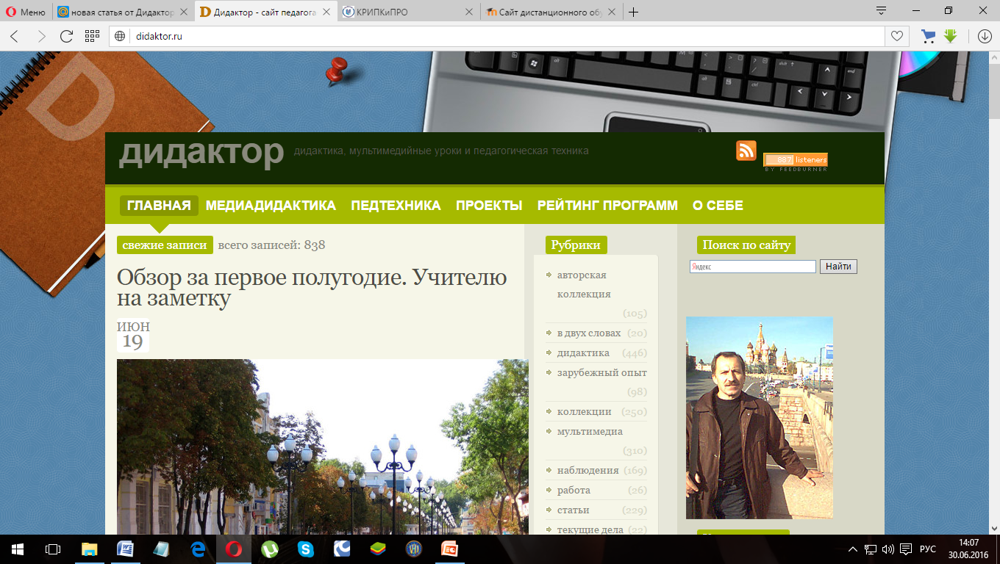 Меню
новая статья от Дидактор
Дидактор - сайт педагога
КРИПКиПРО
Сайт дистанционного обу
didaktor.ru
дидактор
дидактика, мультимедийные уроки и педагогическая техника
887 listeners
BY FEEDBURNER
ГЛАВНАЯ
МЕДИАДИДАКТИКА
ПЕДТЕХНИКА
ПРОЕКТЫ
РЕЙТИНГ ПРОГРАММ
О СЕБЕ
свежие записи
всего записей: 838
Обзор за первое полугодие. Учителю
на заметку
ИЮН
19
Рубрики
авторская
коллекция
(105)
в двух словах (20)
дидактика (446)
зарубежный опыт
(98)
коллекции (250)
мультимедиа
(310)
наблюдения (169)
работа (26)
статьи (229)
текущие дела (22)
Поиск по сайту
Яндекс
Найти
РУС
14:07
30.06.2016